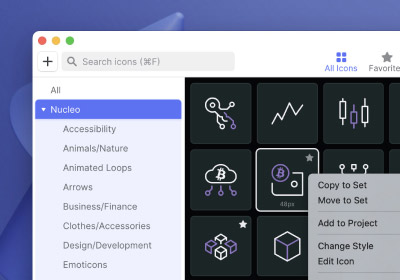 Search icons (⌘F)
All Icons
Favorite
All
Nucleo
Accessibility
Animals/Nature
Animated Loops
Arrows
Business/Finance
Clothes/Accessories
Design/Development
Emoticons
48px
Copy to Set
Move to Set
Add to Project
Change Style
Edit Icon